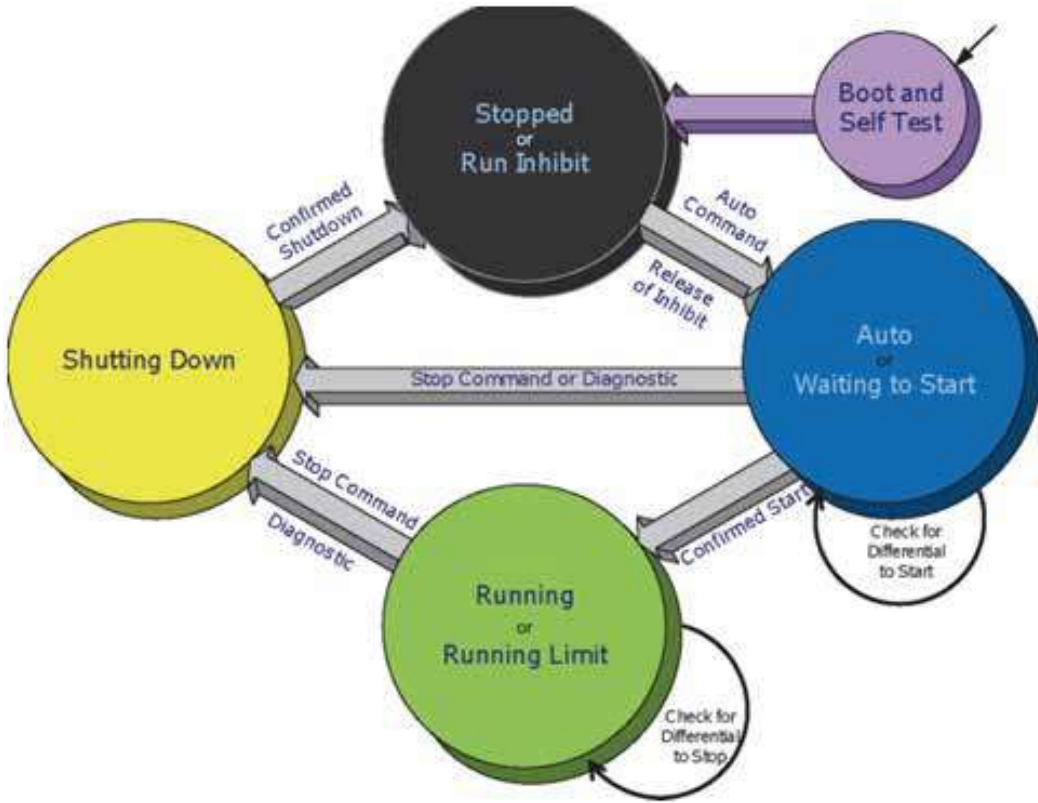 Stopped
or
Run Inhibit
Boot and
Self Test
Confirmed
Shutdown
Auto
Command
Release
of Inhibit
Shutting Down
Stop Command or Diagnostic
Auto
or
Waiting to Start
Stop Command
Diagnostic
Confirmed Start
Check for
Differential
to Start
Running
or
Running Limit
Check for
Differential
to Stop